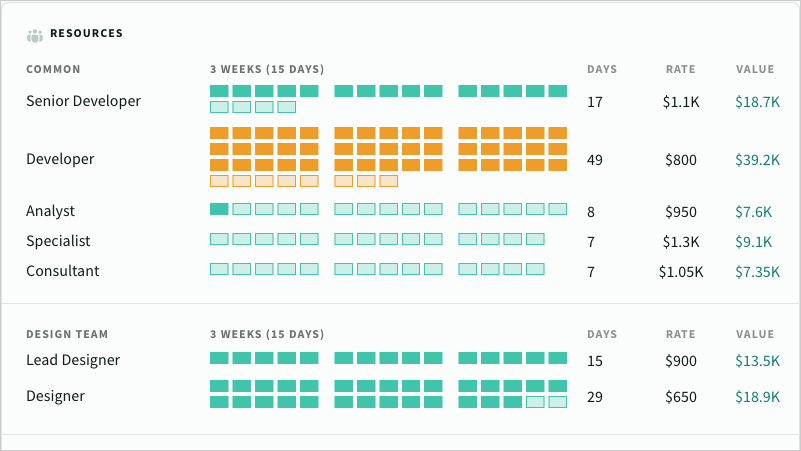 RESOURCES
COMMON 3 WEEKS (15 DAYS) DAYS RATE VALUE
Senior Developer 17 $1.1K $18.7K
Developer 49 $800 $39.2K
Analyst 8 $950 $7.6K
Specialist 7 $1.3K $9.1K
Consultant 7 $1.05K $7.35K
DESIGN TEAM 3 WEEKS (15 DAYS) DAYS RATE VALUE
Lead Designer 15 $900 $13.5K
Designer 29 $650 $18.9K